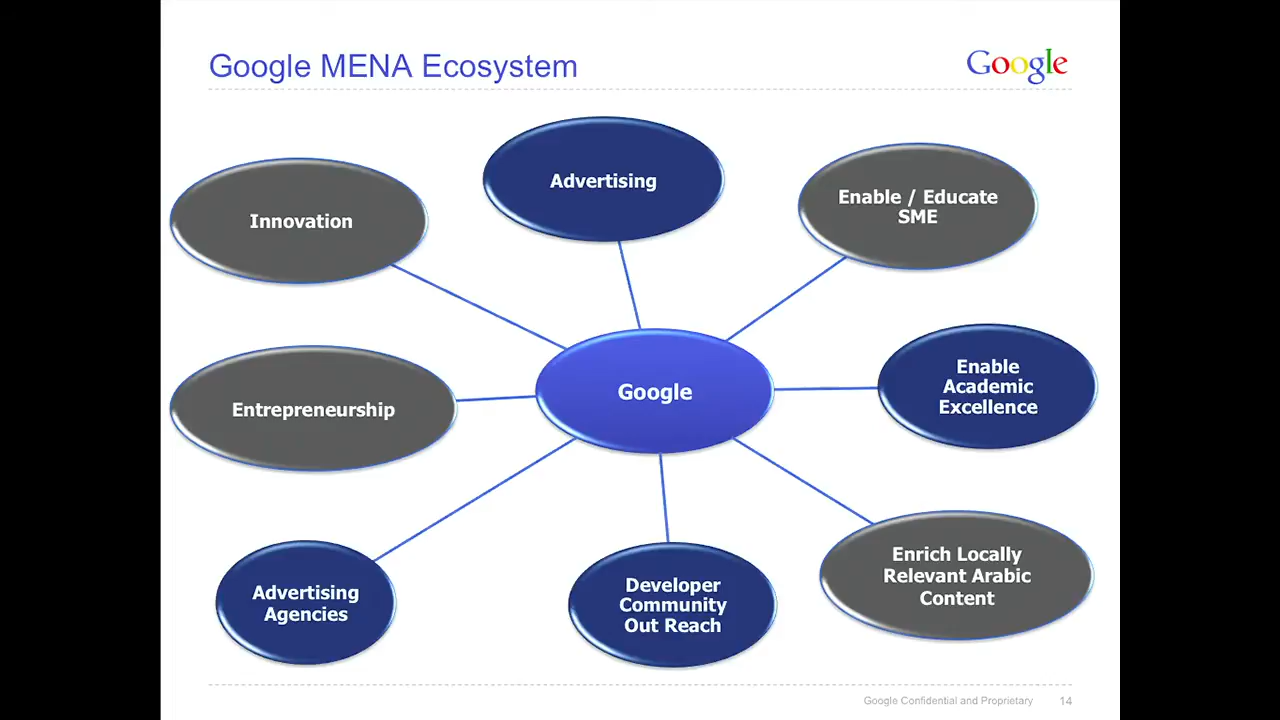 Google MENA Ecosystem
Google
Advertising
Enable / Educate
SME
Innovation
Enable
Academic
Excellence
Google
Entrepreneurship
Enrich Locally
Relevant Arabic
Content
Advertising
Agencies
Developer
Community
Out Reach
Google Confidential and Proprietary
14